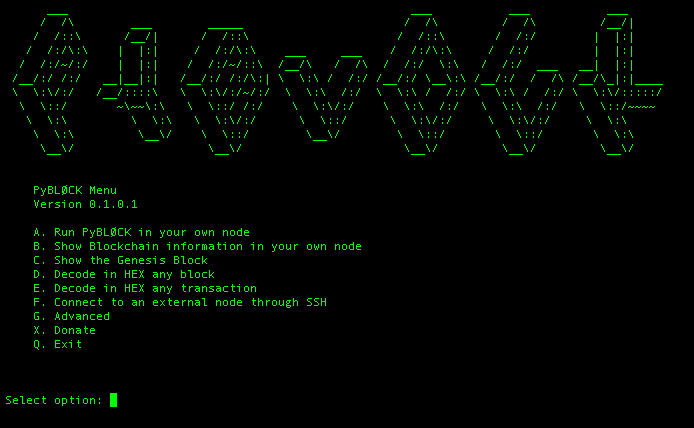 PyBLØCK Menu
Version 0.1.0.1
A. Run PyBLØCK in your own node
B. Show Blockchain information in your own node
C. Show the Genesis Block
D. Decode in HEX any block
E. Decode in HEX any transaction
F. Connect to an external node through SSH
G. Advanced
X. Donate
Q. Exit
Select option: